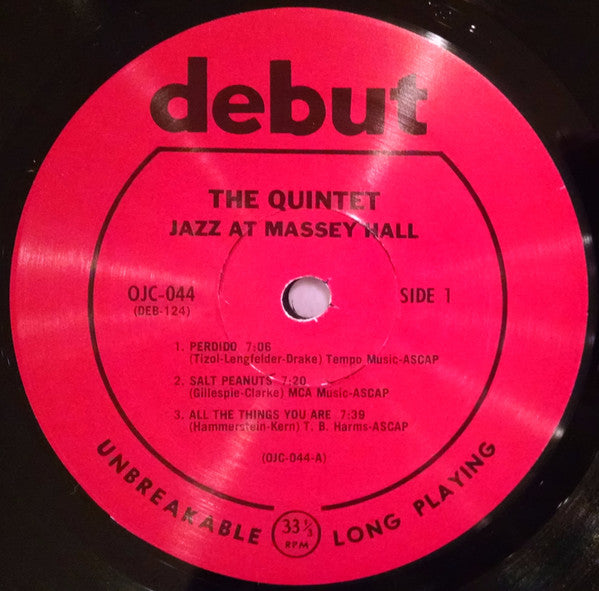 debut
THE QUINTET
JAZZ AT MASSEY HALL
OJC-044
(DEB-124)
SIDE 1
1. PERDIDO 7:06
(Tizol-Lengfelder-Drake) Tempo Music-ASCAP
2. SALT PEANUTS 7:20
(Gillespie-Clarke) MCA Music-ASCAP
3. ALL THE THINGS YOU ARE 7:39
(Hammerstein-Kern) T. B. Harms-ASCAP
(OJC-044-A)
UNBREAKABLE 33⅓ RPM LONG PLAYING